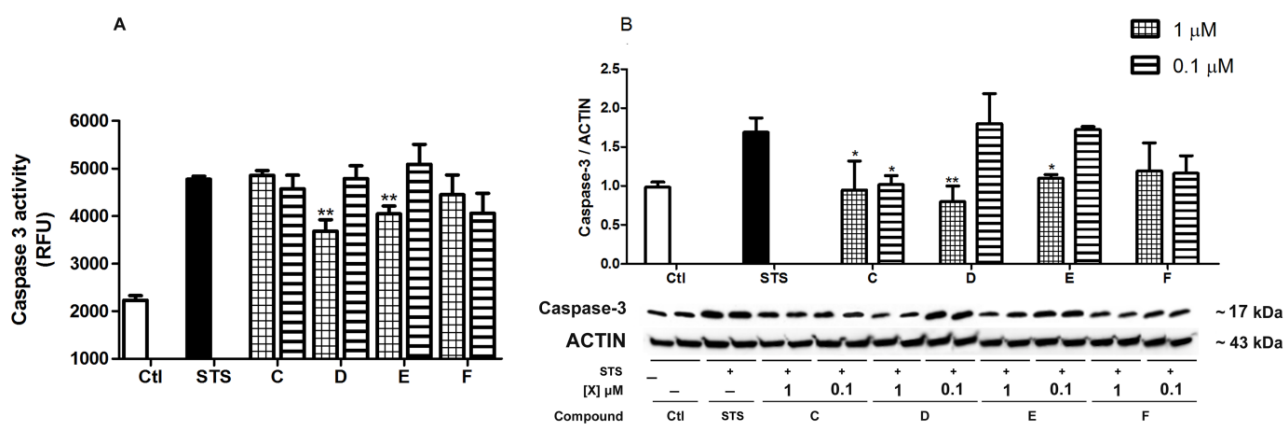 A
Caspase 3 activity
(RFU)
6000
5000
4000
3000
2000
1000
**
**
Ctl STS C D E F
B
1 µM
0.1 µM
Caspase-3 / ACTIN
2.5
2.0
1.5
1.0
0.5
0.0
*
*
**
*
Ctl STS C D E F
Caspase-3 ~ 17 kDa
ACTIN ~ 43 kDa
STS – + + + + + + + + +
[X] µM – – 1 0.1 1 0.1 1 0.1 1 0.1
Compound Ctl STS C D E F